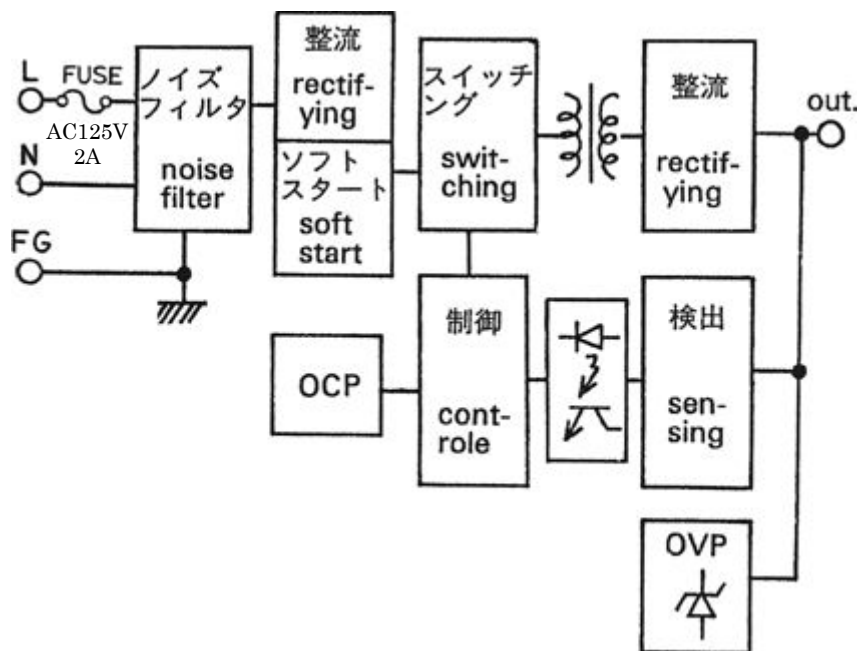 L
FUSE
AC125V
2A
N
FG
ノイズ
フィルタ
noise
filter
整流
rectif-
ying
ソフト
スタート
soft
start
スイッチ
ング
swit-
ching
整流
rectif-
ying
out.
OCP
制御
cont-
role
検出
sen-
sing
OVP